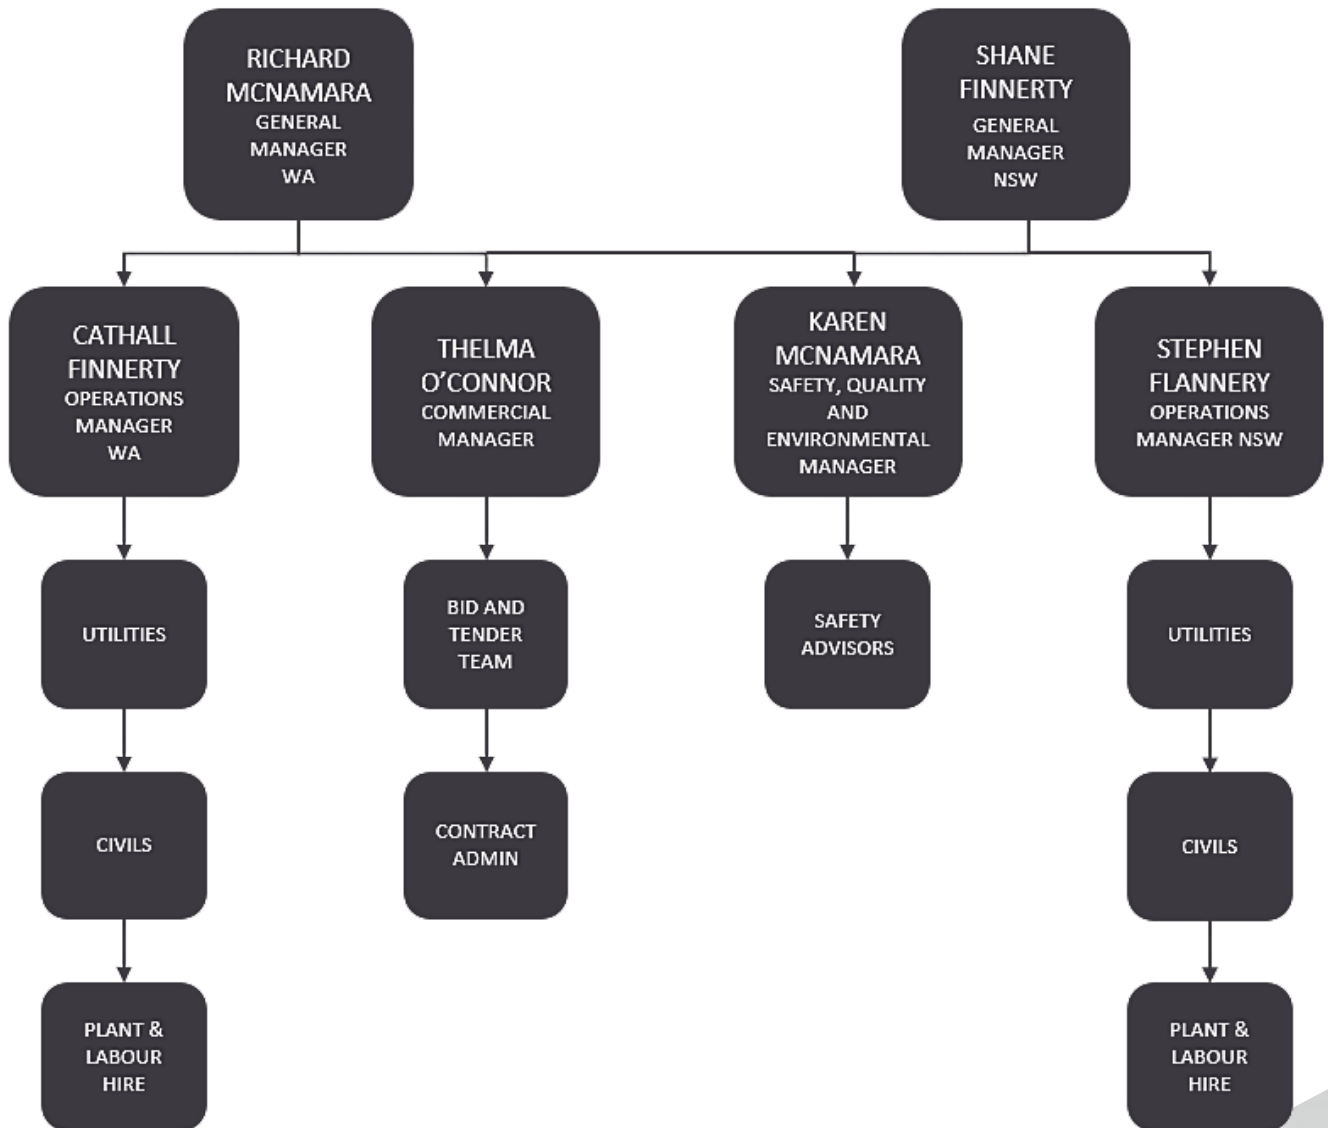 RICHARD
MCNAMARA
GENERAL
MANAGER
WA
SHANE
FINNERTY
GENERAL
MANAGER
NSW
CATHALL
FINNERTY
OPERATIONS
MANAGER
WA
THELMA
O'CONNOR
COMMERCIAL
MANAGER
KAREN
MCNAMARA
SAFETY, QUALITY
AND
ENVIRONMENTAL
MANAGER
STEPHEN
FLANNERY
OPERATIONS
MANAGER NSW
UTILITIES
BID AND
TENDER
TEAM
SAFETY
ADVISORS
UTILITIES
CIVILS
CONTRACT
ADMIN
CIVILS
PLANT &
LABOUR
HIRE
PLANT &
LABOUR
HIRE